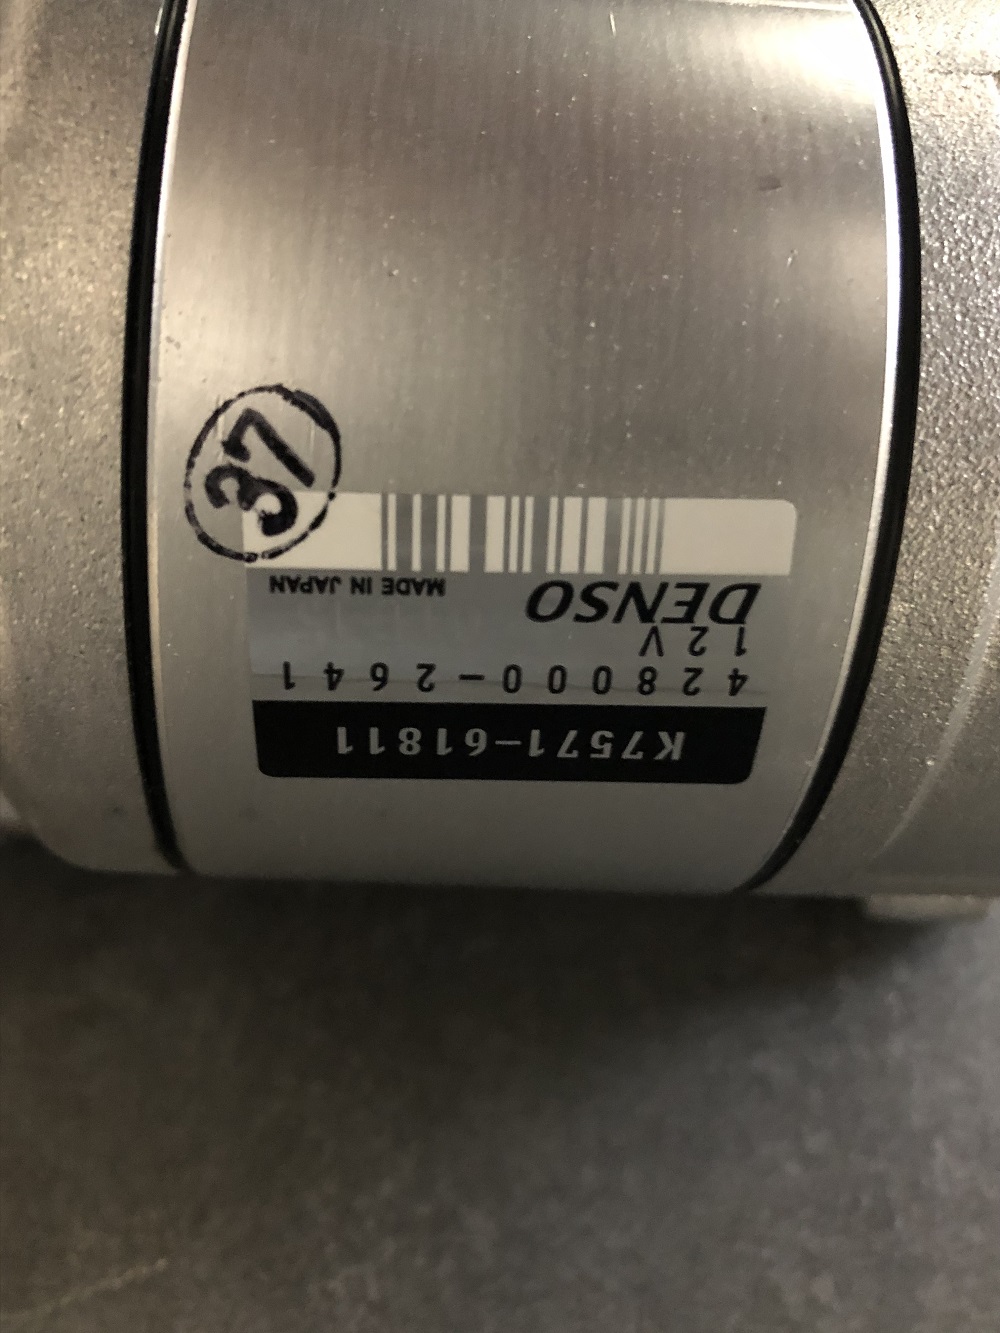 K7571-61811
428000-2641
12V
DENSO MADE IN JAPAN
37